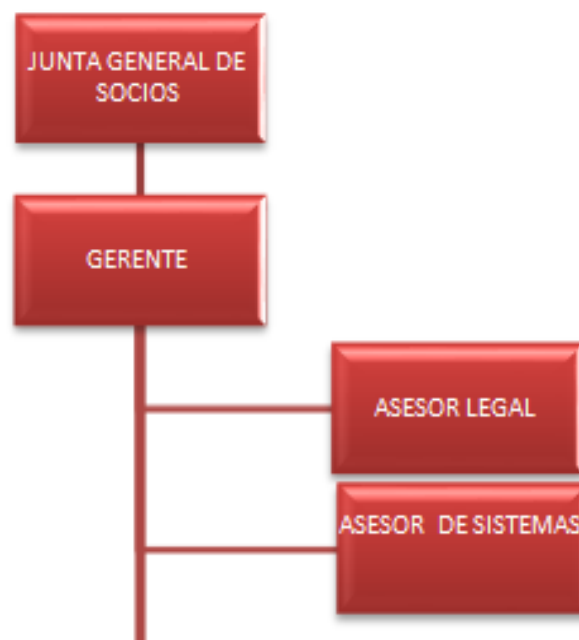 JUNTA GENERAL DE
SOCIOS
GERENTE
ASESOR LEGAL
ASESOR DE SISTEMAS